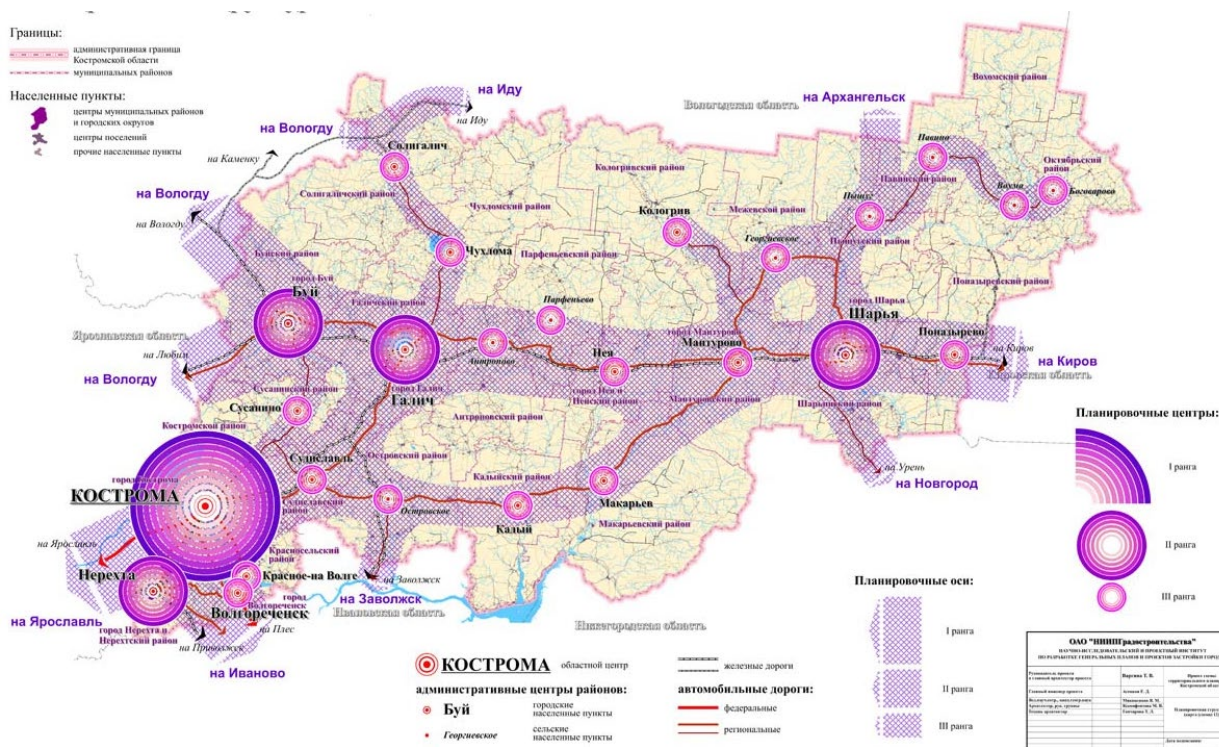 Границы:
административная граница
Костромской области
муниципальных районов
Населенные пункты:
центры муниципальных районов
и городских округов
центры поселений
прочие населенные пункты
на Иду
на Иду
на Вологду
на Каменку
на Вологду
на Вологду
Вологодская область
на Архангельск
Вохомский район
Солигалич
Солигаличский район
Чухломский район
Кологривский район
Кологрив
Межевской район
Георгиевское
Павино
Павинский район
Октябрьский
район
Боговарово
Вохма
Пыщуг
Пыщугский район
Чухлома
Парфеньевский район
Парфеньево
Буйский район
город Буй
Буй
Галичский район
Поназыревский район
город Шарья
Шарья
Поназырево
на Киров
на Киров
Кировская область
Ярославская область
на Любим
на Вологду
Антропово
Нея
город Мантурово
Мантурово
город Галич
Галич
город Нея и
Нейский район
Мантуровский район
Шарьинский район
Сусанинский район
Сусанино
Костромской район
Антроповский район
Островский район
Судиславль
Кадыйский район
Макарьев
на Урень
на Новгород
город Кострома
КОСТРОМА
Судиславский
район
Островское
Кадый
Макарьевский район
на Ярославль
Нерехта
Красносельский
район
Красное-на Волге
город
Волгореченск
Волгореченск
на Заволжск
на Заволжск
Ивановская область
Нижегородская область
на Ярославль
город Нерехта и
Нерехтский район
на Плес
на Приволжск
на Иваново
Планировочные центры:
I ранга
II ранга
III ранга
Планировочные оси:
I ранга
II ранга
III ранга
КОСТРОМА областной центр
административные центры районов:
Буй городские
населенные пункты
Георгиевское сельские
населенные пункты
железные дороги
автомобильные дороги:
федеральные
региональные
ОАО "НИИПГрадостроительства"